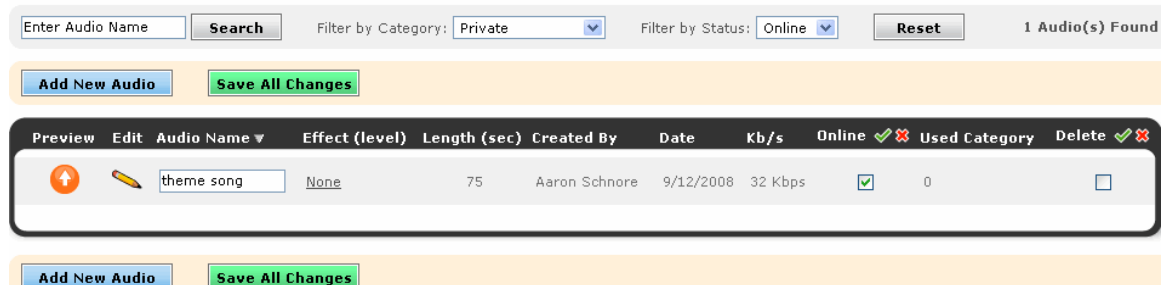 Enter Audio Name Search Filter by Category: Private Filter by Status: Online Reset 1 Audio(s) Found
Add New Audio Save All Changes
Preview Edit Audio Name Effect (level) Length (sec) Created By Date Kb/s Online Used Category Delete
theme song None 75 Aaron Schnore 9/12/2008 32 Kbps 0
Add New Audio Save All Changes